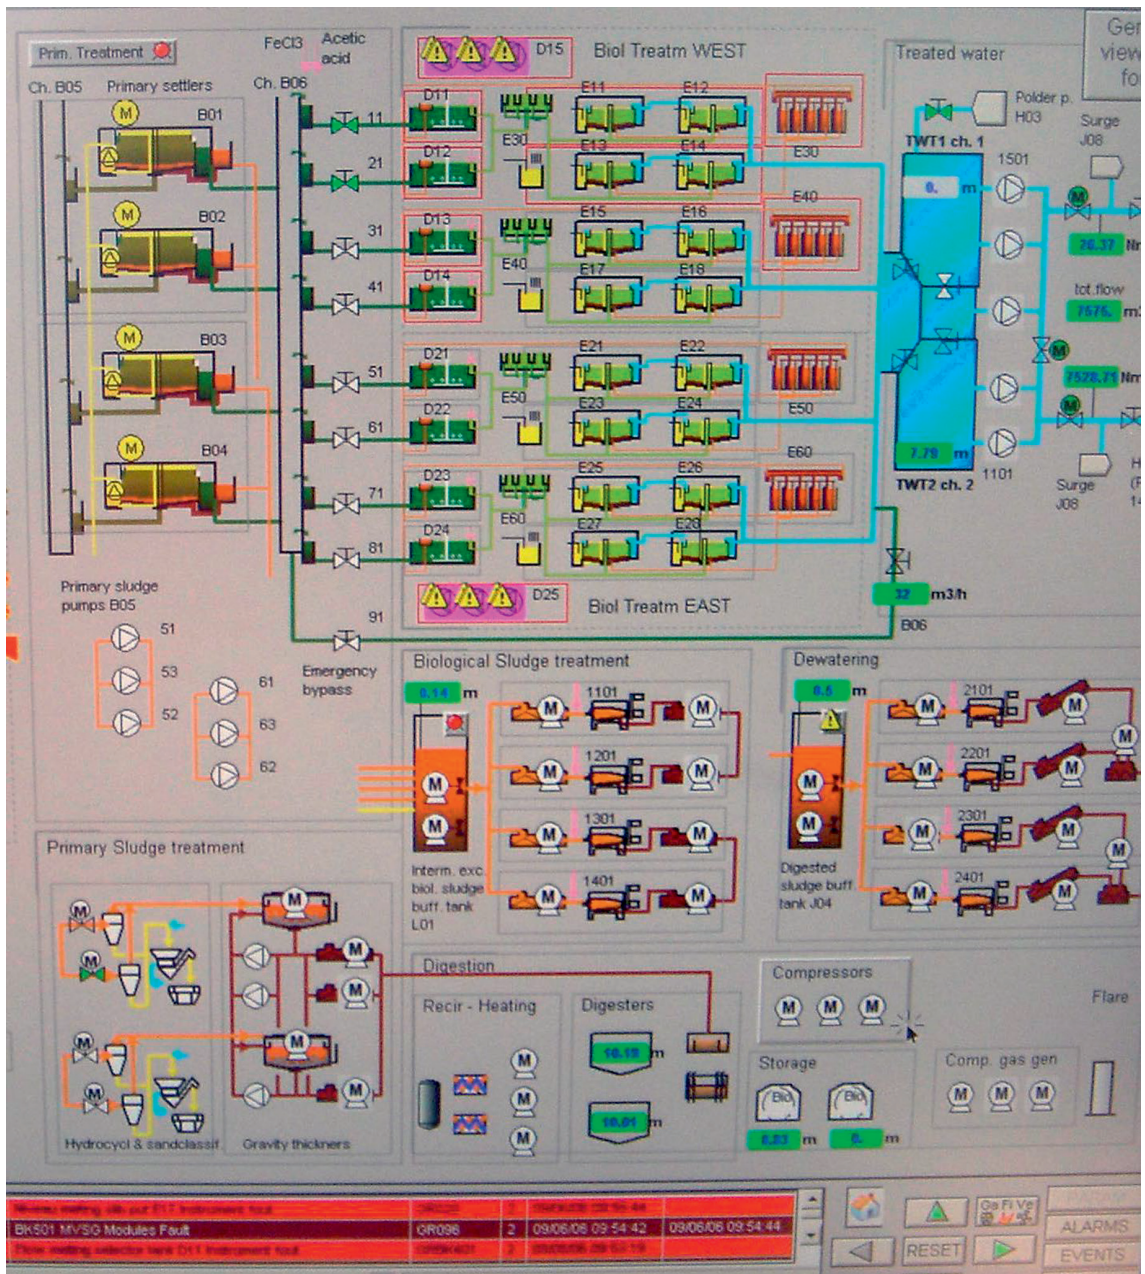 Prim. Treatment
FeCl3
Acetic
acid
Ch. B05
Primary settlers
Ch. B06
M
B01
M
B02
M
B03
M
B04
11
21
31
41
51
61
71
81
91
Emergency
bypass
Primary sludge
pumps B05
51
53
52
61
63
62
D15
Biol Treatm WEST
D11
D12
D13
D14
D21
D22
D23
D24
E30
E40
E50
E60
E11
E12
E13
E14
E15
E16
E17
E18
E21
E22
E23
E24
E25
E26
E27
E28
E30
E40
E50
E60
D25
Biol Treatm EAST
Treated water
Polder p.
H03
TWT1 ch. 1
0. m
1501
Surge
J08
M
26.37
tot.flow
7576.
M
7528.71
M
7.79 m
TWT2 ch. 2
1101
Surge
J08
32 m3/h
B06
Biological Sludge treatment
m
M
M
1101
M
M
1201
M
M
1301
M
M
1401
M
M
Interm. exc.
biol. sludge
buff. tank
L01
Dewatering
m
M
M
2101
M
M
2201
M
M
2301
M
M
2401
M
M
M
M
Digested
sludge buff.
tank J04
Primary Sludge treatment
M
M
M
M
M
M
M
M
M
Hydrocycl & sandclassif.
Gravity thickners
Digestion
Recir - Heating
M
M
M
Digesters
m
m
Compressors
M M M
Flare
Storage
Bio
Bio
m
0. m
Comp. gas gen
M M M
BK501 MVSG Modules Fault GR096 2 09/06/06 09 54 42 09/06/06 09:54:44
Ga Fi Ve
RESET
ALARMS
EVENTS